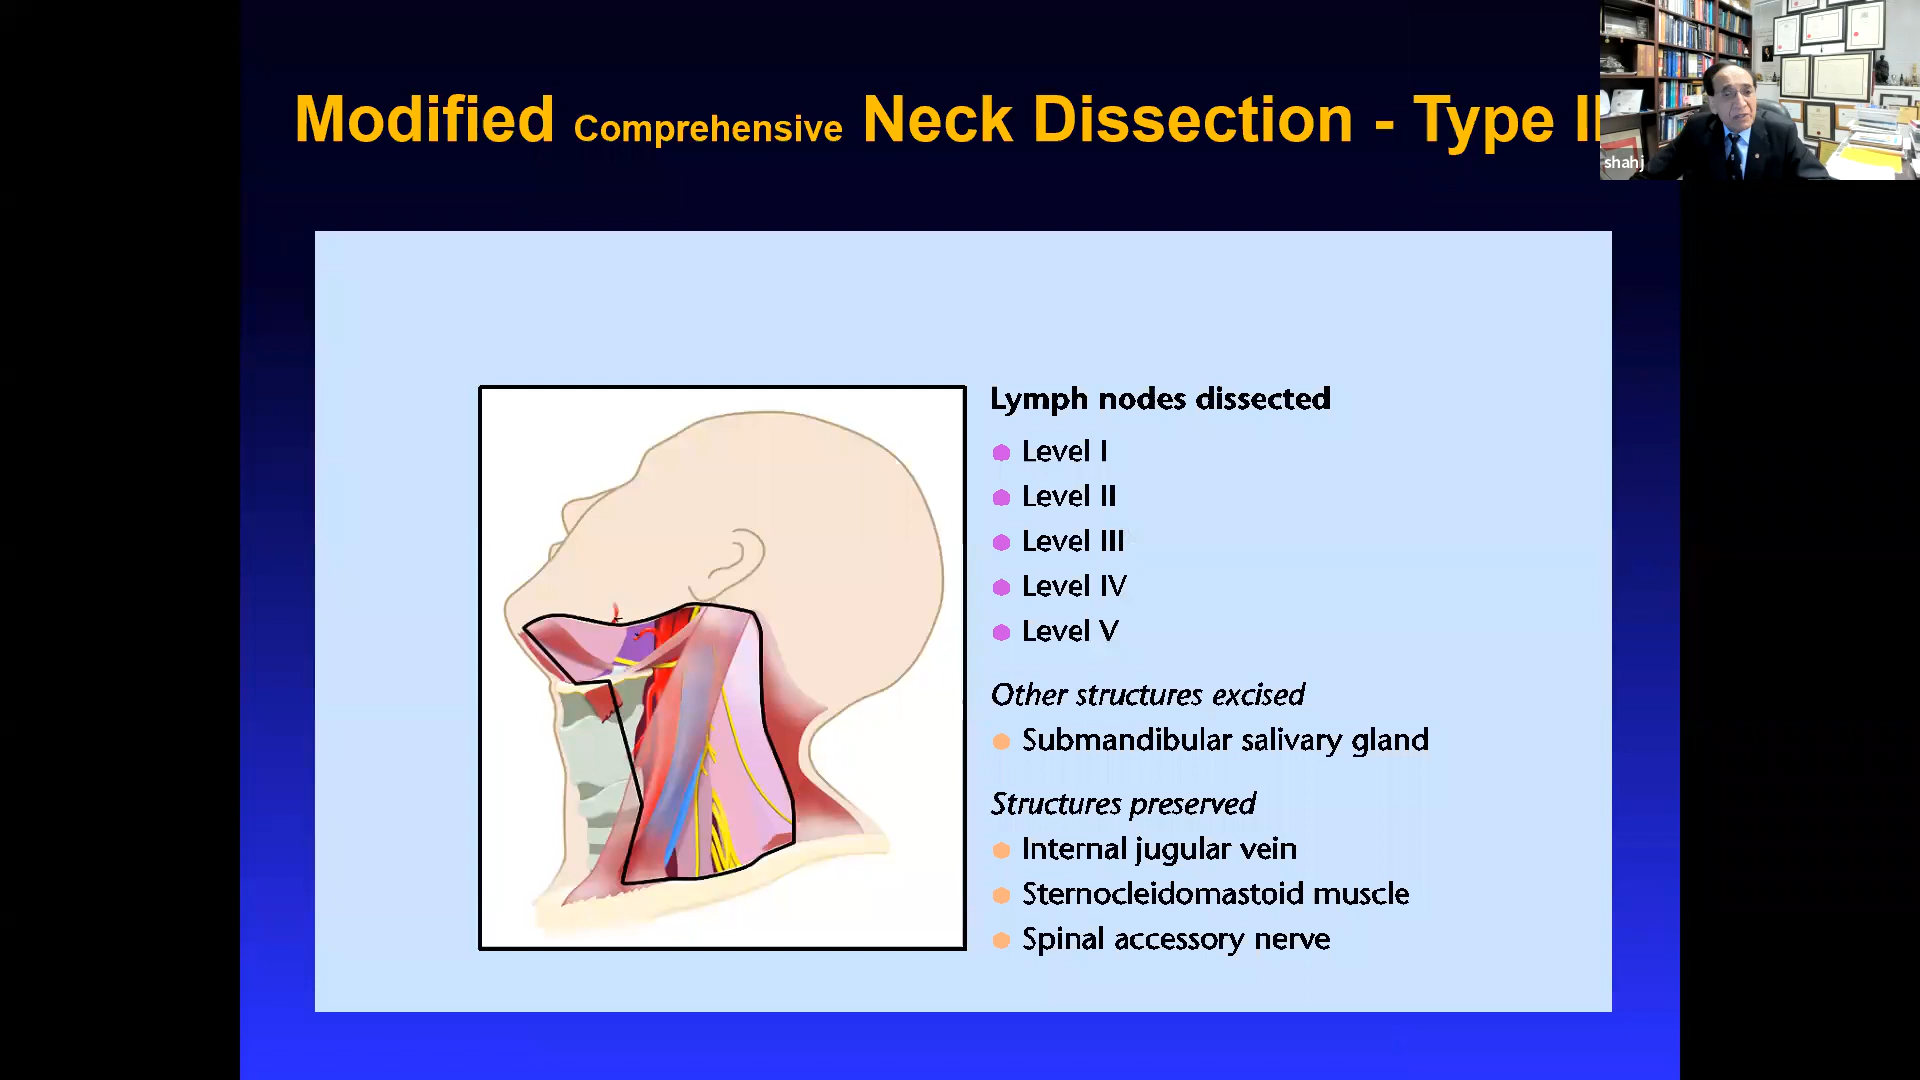 Modified Comprehensive Neck Dissection - Type II
shahj
Lymph nodes dissected
Level I
Level II
Level III
Level IV
Level V
Other structures excised
Submandibular salivary gland
Structures preserved
Internal jugular vein
Sternocleidomastoid muscle
Spinal accessory nerve